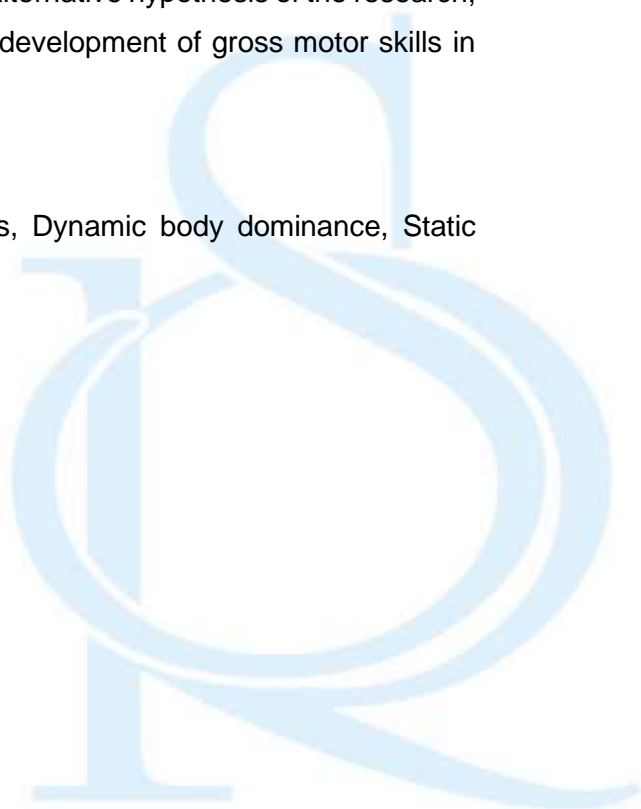 alternative hypothesis of the research,
development of gross motor skills in
s, Dynamic body dominance, Static